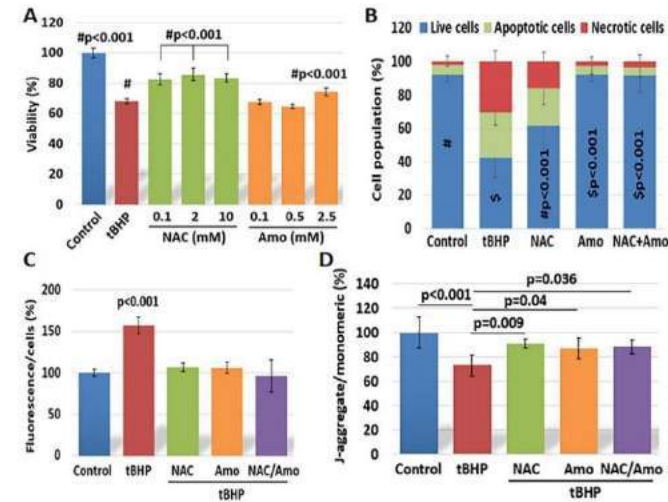 A
Viability (%)
120
100
80
60
40
20
0
#p<0.001
#
#p<0.001
#p<0.001
Control
tBHP
0.1 2 10
NAC (mM)
0.1 0.5 2.5
Amo (mM)
B
Live cells Apoptotic cells Necrotic cells
Cell population (%)
120
100
80
60
40
20
0
#
$
#p<0.001
$p<0.001
$p<0.001
Control tBHP NAC Amo NAC+Amo
C
Fluorescence/cells (%)
200
150
100
50
0
p<0.001
Control tBHP NAC Amo NAC/Amo
tBHP
D
J-aggregate/monomeric (%)
140
120
100
80
60
40
20
0
p=0.036
p<0.001
p=0.04
p=0.009
Control tBHP NAC Amo NAC/Amo
tBHP